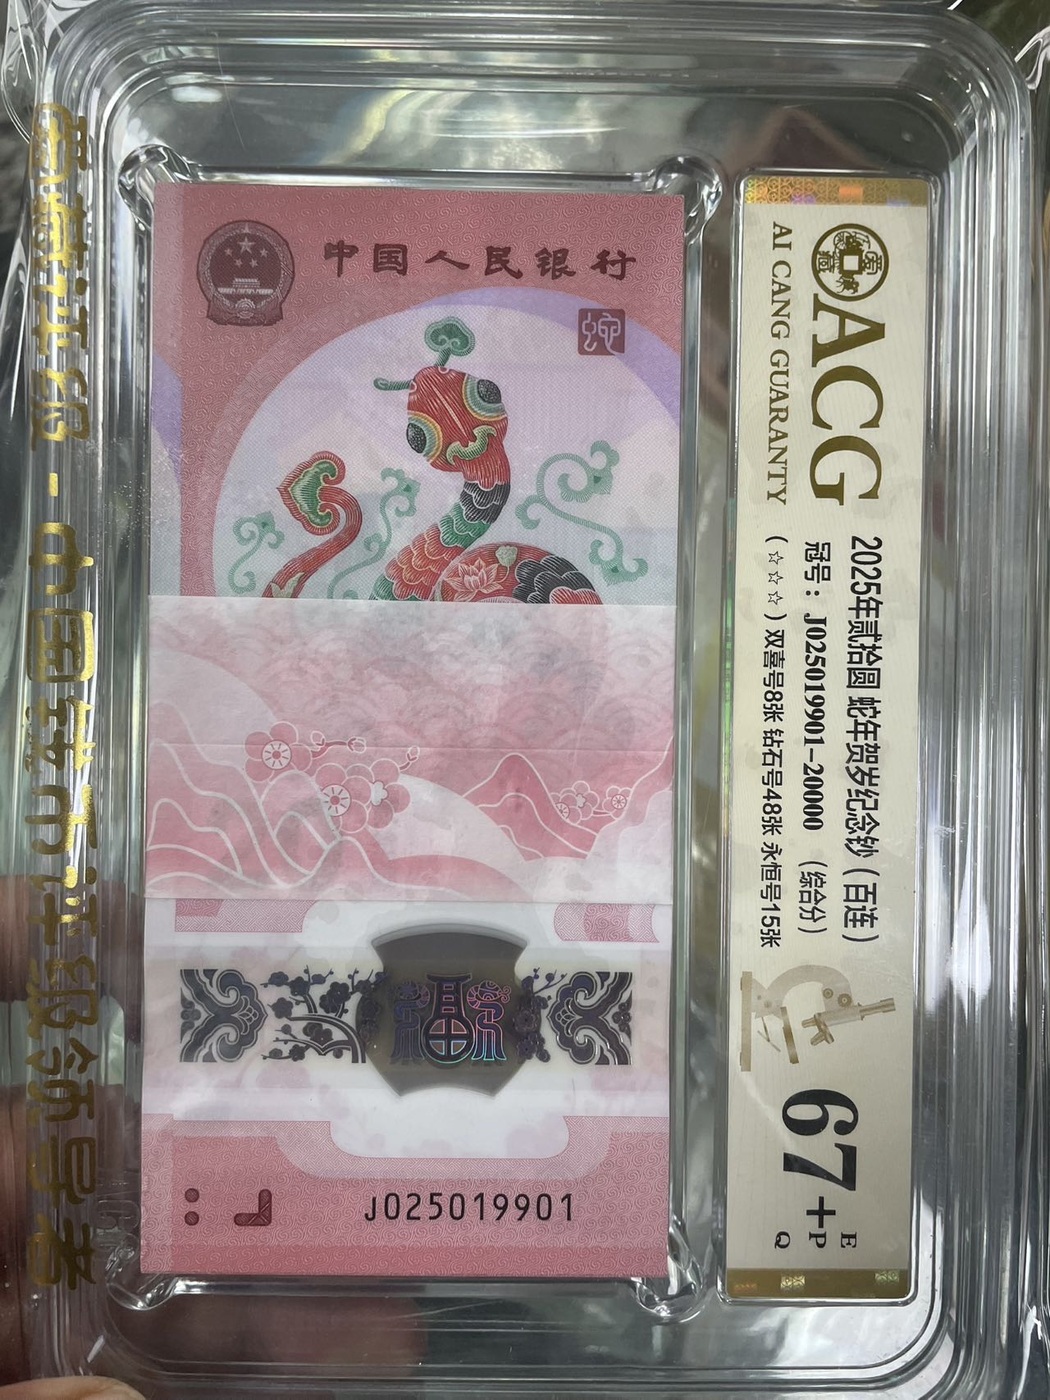 爱藏评级 - 中国钱币评级领导者
中国人民银行
蛇
福
J025019901
ACG
AI CANG GUARANTY
2025年贰拾圆 蛇年贺岁纪念钞（百连）
冠号：J025019901-20000 （综合分）
（☆☆☆）双喜号8张 钻石号48张 永恒号15张
67+
E
P
Q